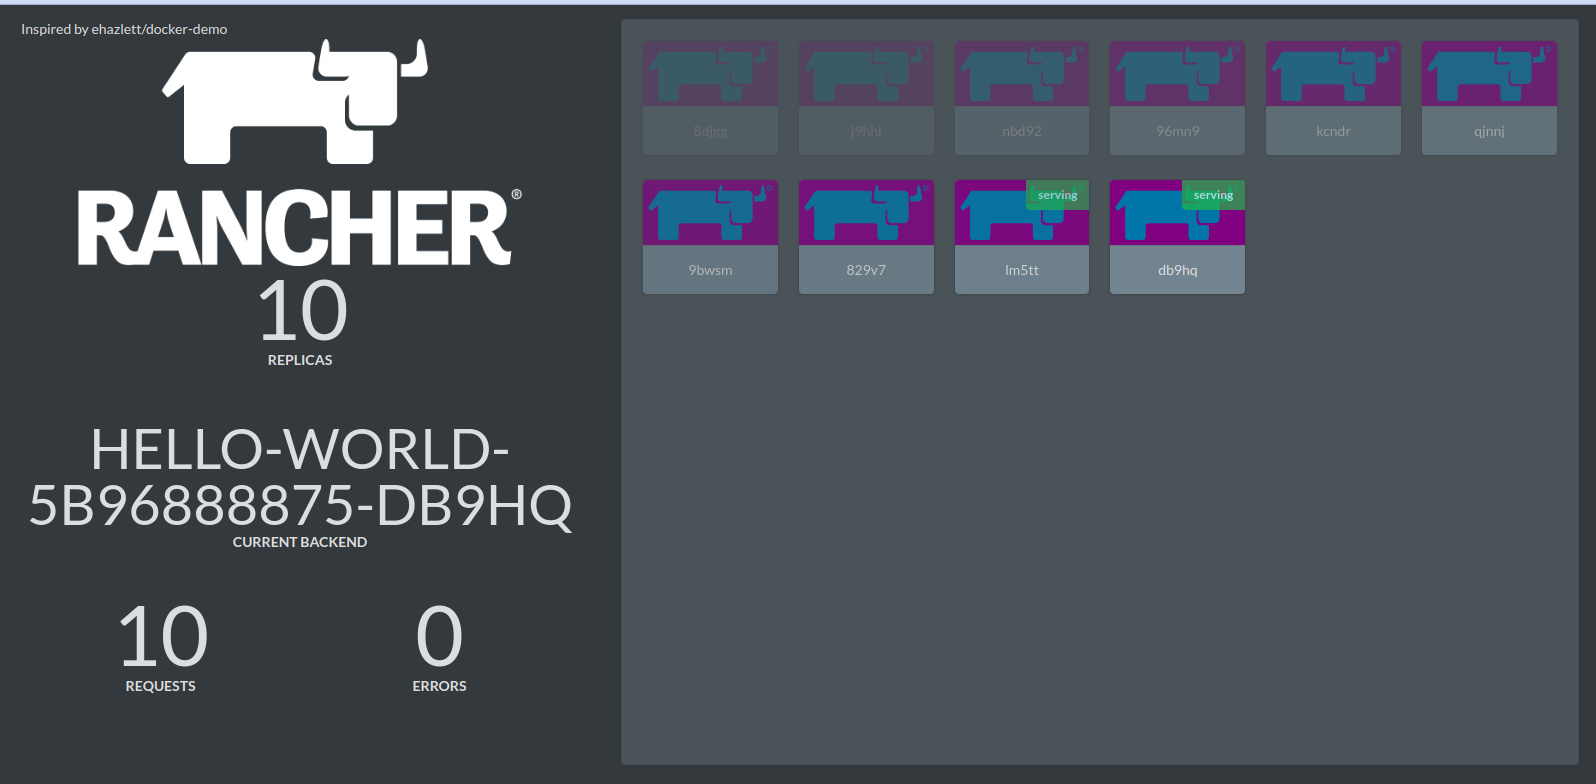 Inspired by ehazlett/docker-demo
RANCHER®
10
REPLICAS
HELLO-WORLD-
5B96888875-DB9HQ
CURRENT BACKEND
10
REQUESTS
0
ERRORS
8djgg
j9hhl
nbd92
96mn9
kcndr
qjnnj
serving
serving
9bwsm
829v7
lm5tt
db9hq